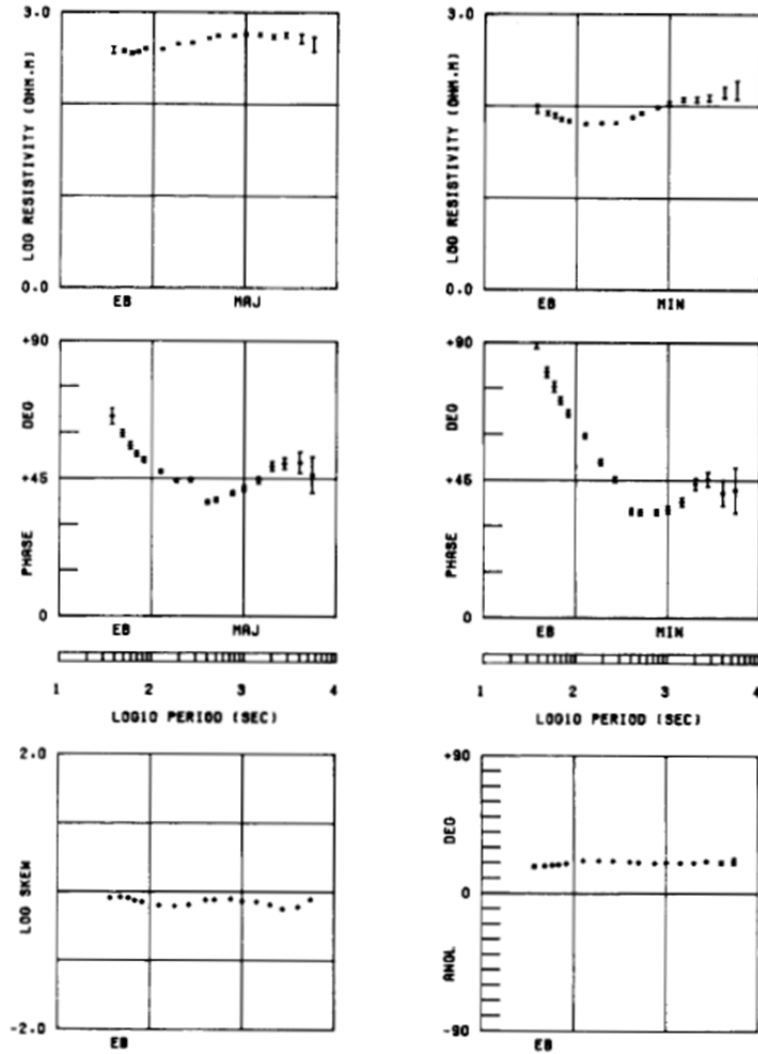 3.0
LOG RESISTIVITY (OHM.M)
0.0
EB MAJ
3.0
LOG RESISTIVITY (OHM.M)
0.0
EB MIN
+90
DEG
+45
PHASE
0
EB MAJ
1 2 3 4
LOG10 PERIOD (SEC)
+90
DEG
+45
PHASE
0
EB MIN
1 2 3 4
LOG10 PERIOD (SEC)
2.0
LOG SKEW
-2.0
EB
+90
DEG
0
ANGL
-90
EB